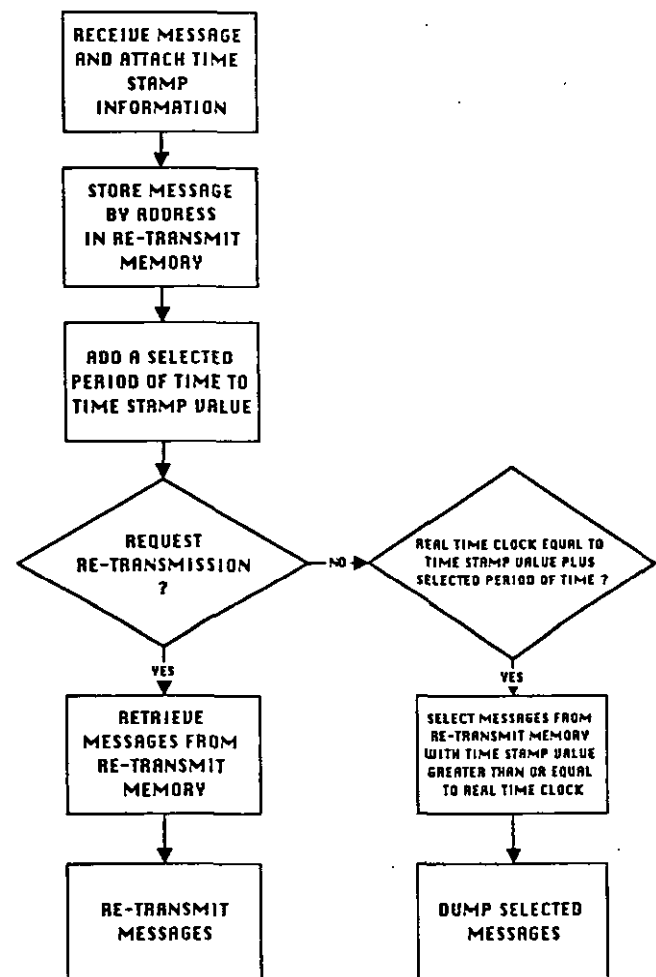 RECEIVE MESSAGE
AND ATTACH TIME
STAMP
INFORMATION
STORE MESSAGE
BY ADDRESS
IN RE-TRANSMIT
MEMORY
ADD A SELECTED
PERIOD OF TIME TO
TIME STAMP VALUE
REQUEST
RE-TRANSMISSION
?
NO
REAL TIME CLOCK EQUAL TO
TIME STAMP VALUE PLUS
SELECTED PERIOD OF TIME ?
YES
RETRIEVE
MESSAGES FROM
RE-TRANSMIT
MEMORY
YES
SELECT MESSAGES FROM
RE-TRANSMIT MEMORY
WITH TIME STAMP VALUE
GREATER THAN OR EQUAL
TO REAL TIME CLOCK
RE-TRANSMIT
MESSAGES
DUMP SELECTED
MESSAGES